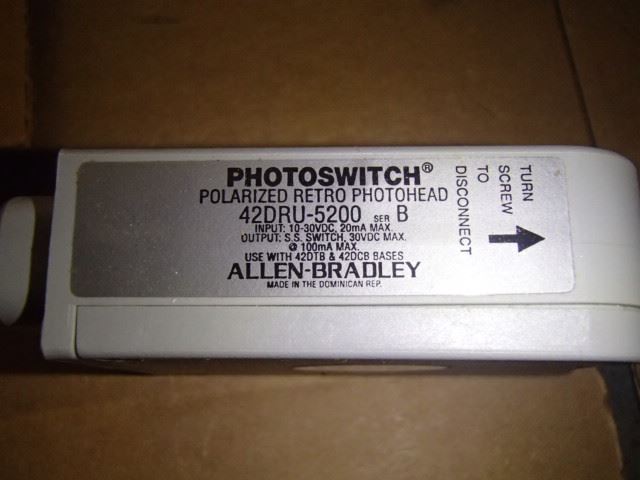 PHOTOSWITCH®
POLARIZED RETRO PHOTOHEAD
42DRU-5200 SER B
INPUT: 10-30VDC, 20mA MAX.
OUTPUT: S.S. SWITCH, 30VDC MAX.
@ 100mA MAX.
USE WITH 42DTB & 42DCB BASES
ALLEN-BRADLEY
MADE IN THE DOMINICAN REP.
TURN
SCREW
TO
DISCONNECT